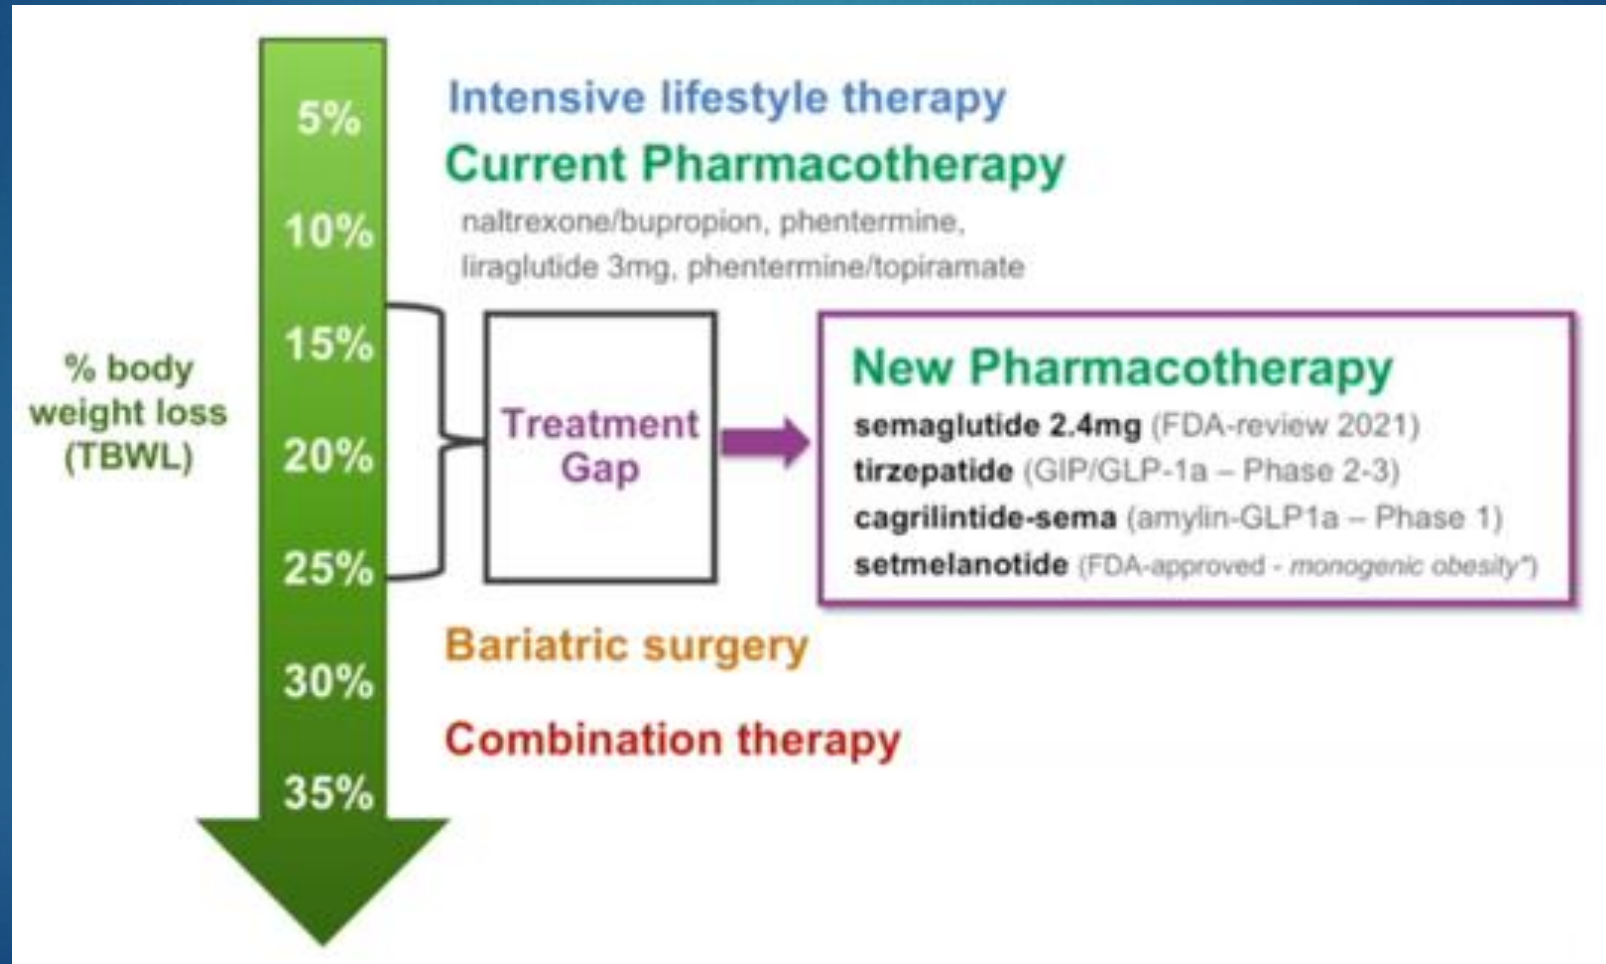 5%
10%
15%
20%
25%
30%
35%
% body
weight loss
(TBWL)
Intensive lifestyle therapy
Current Pharmacotherapy
naltrexone/bupropion, phentermine,
liraglutide 3mg, phentermine/topiramate
Treatment
Gap
New Pharmacotherapy
semaglutide 2.4mg (FDA-review 2021)
tirzepatide (GIP/GLP-1a – Phase 2-3)
cagrilintide-sema (amylin-GLP1a – Phase 1)
setmelanotide (FDA-approved - monogenic obesity*)
Bariatric surgery
Combination therapy